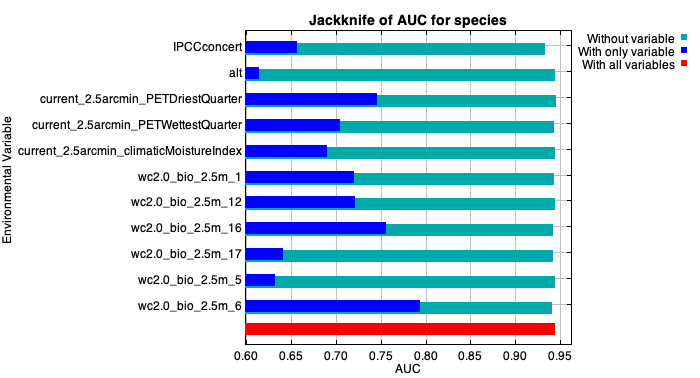 Jackknife of AUC for species
Without variable
With only variable
With all variables
Environmental Variable
IPCCconcert
alt
current_2.5arcmin_PETDriestQuarter
current_2.5arcmin_PETWettestQuarter
current_2.5arcmin_climaticMoistureIndex
wc2.0_bio_2.5m_1
wc2.0_bio_2.5m_12
wc2.0_bio_2.5m_16
wc2.0_bio_2.5m_17
wc2.0_bio_2.5m_5
wc2.0_bio_2.5m_6
0.60 0.65 0.70 0.75 0.80 0.85 0.90 0.95
AUC